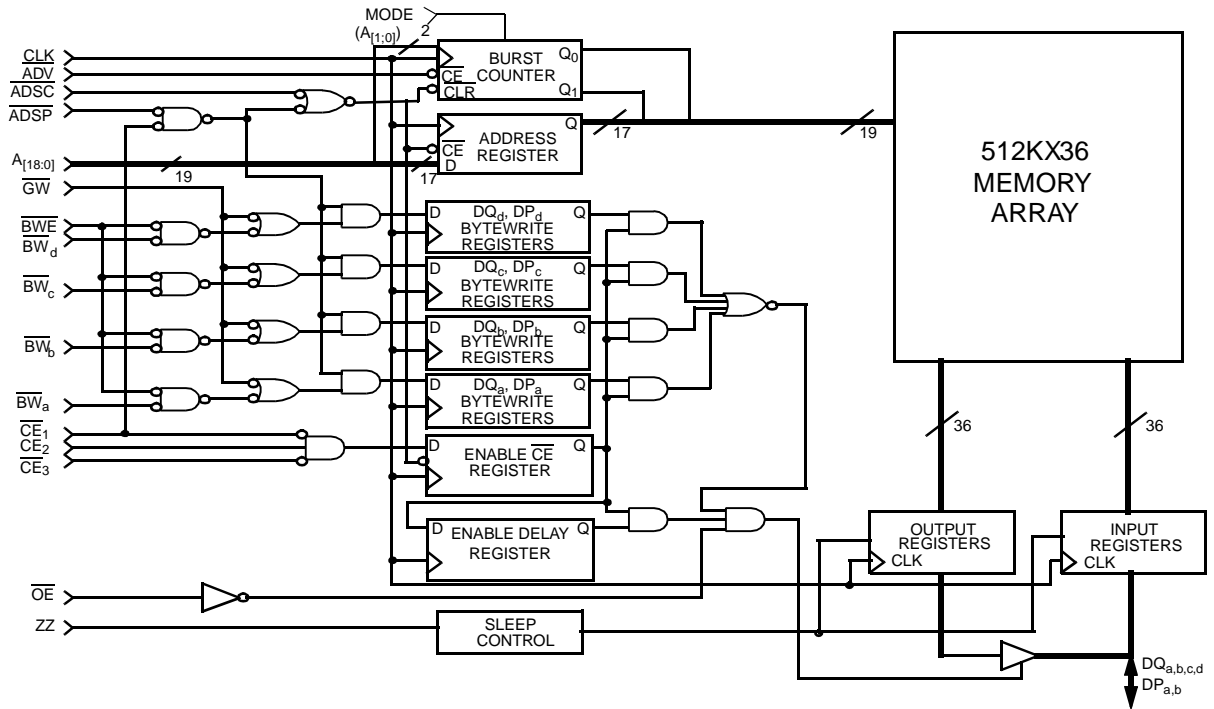 MODE
(A[1;0]) 2
CLK
ADV
ADSC
ADSP
A[18:0]
19
GW
BWE
BWd
BWc
BWb
BWa
CE1
CE2
CE3
OE
ZZ
BURST COUNTER
CE
CLR
Q0
Q1
ADDRESS REGISTER
CE
D
Q
17
17
19
D DQd, DPd Q
BYTEWRITE
REGISTERS
D DQc, DPc Q
BYTEWRITE
REGISTERS
D DQb, DPb Q
BYTEWRITE
REGISTERS
D DQa, DPa Q
BYTEWRITE
REGISTERS
D ENABLE CE Q
REGISTER
D ENABLE DELAY Q
REGISTER
SLEEP
CONTROL
512KX36
MEMORY
ARRAY
36
36
OUTPUT
REGISTERS
CLK
INPUT
REGISTERS
CLK
DQa,b,c,d
DPa,b